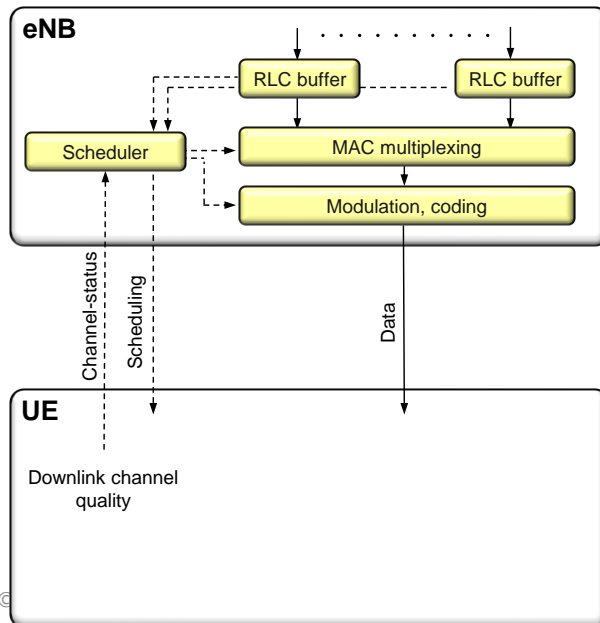 eNB
. . . . . . . . . .
RLC buffer
RLC buffer
Scheduler
MAC multiplexing
Modulation, coding
Channel-status
Scheduling
Data
UE
Downlink channel
quality
©